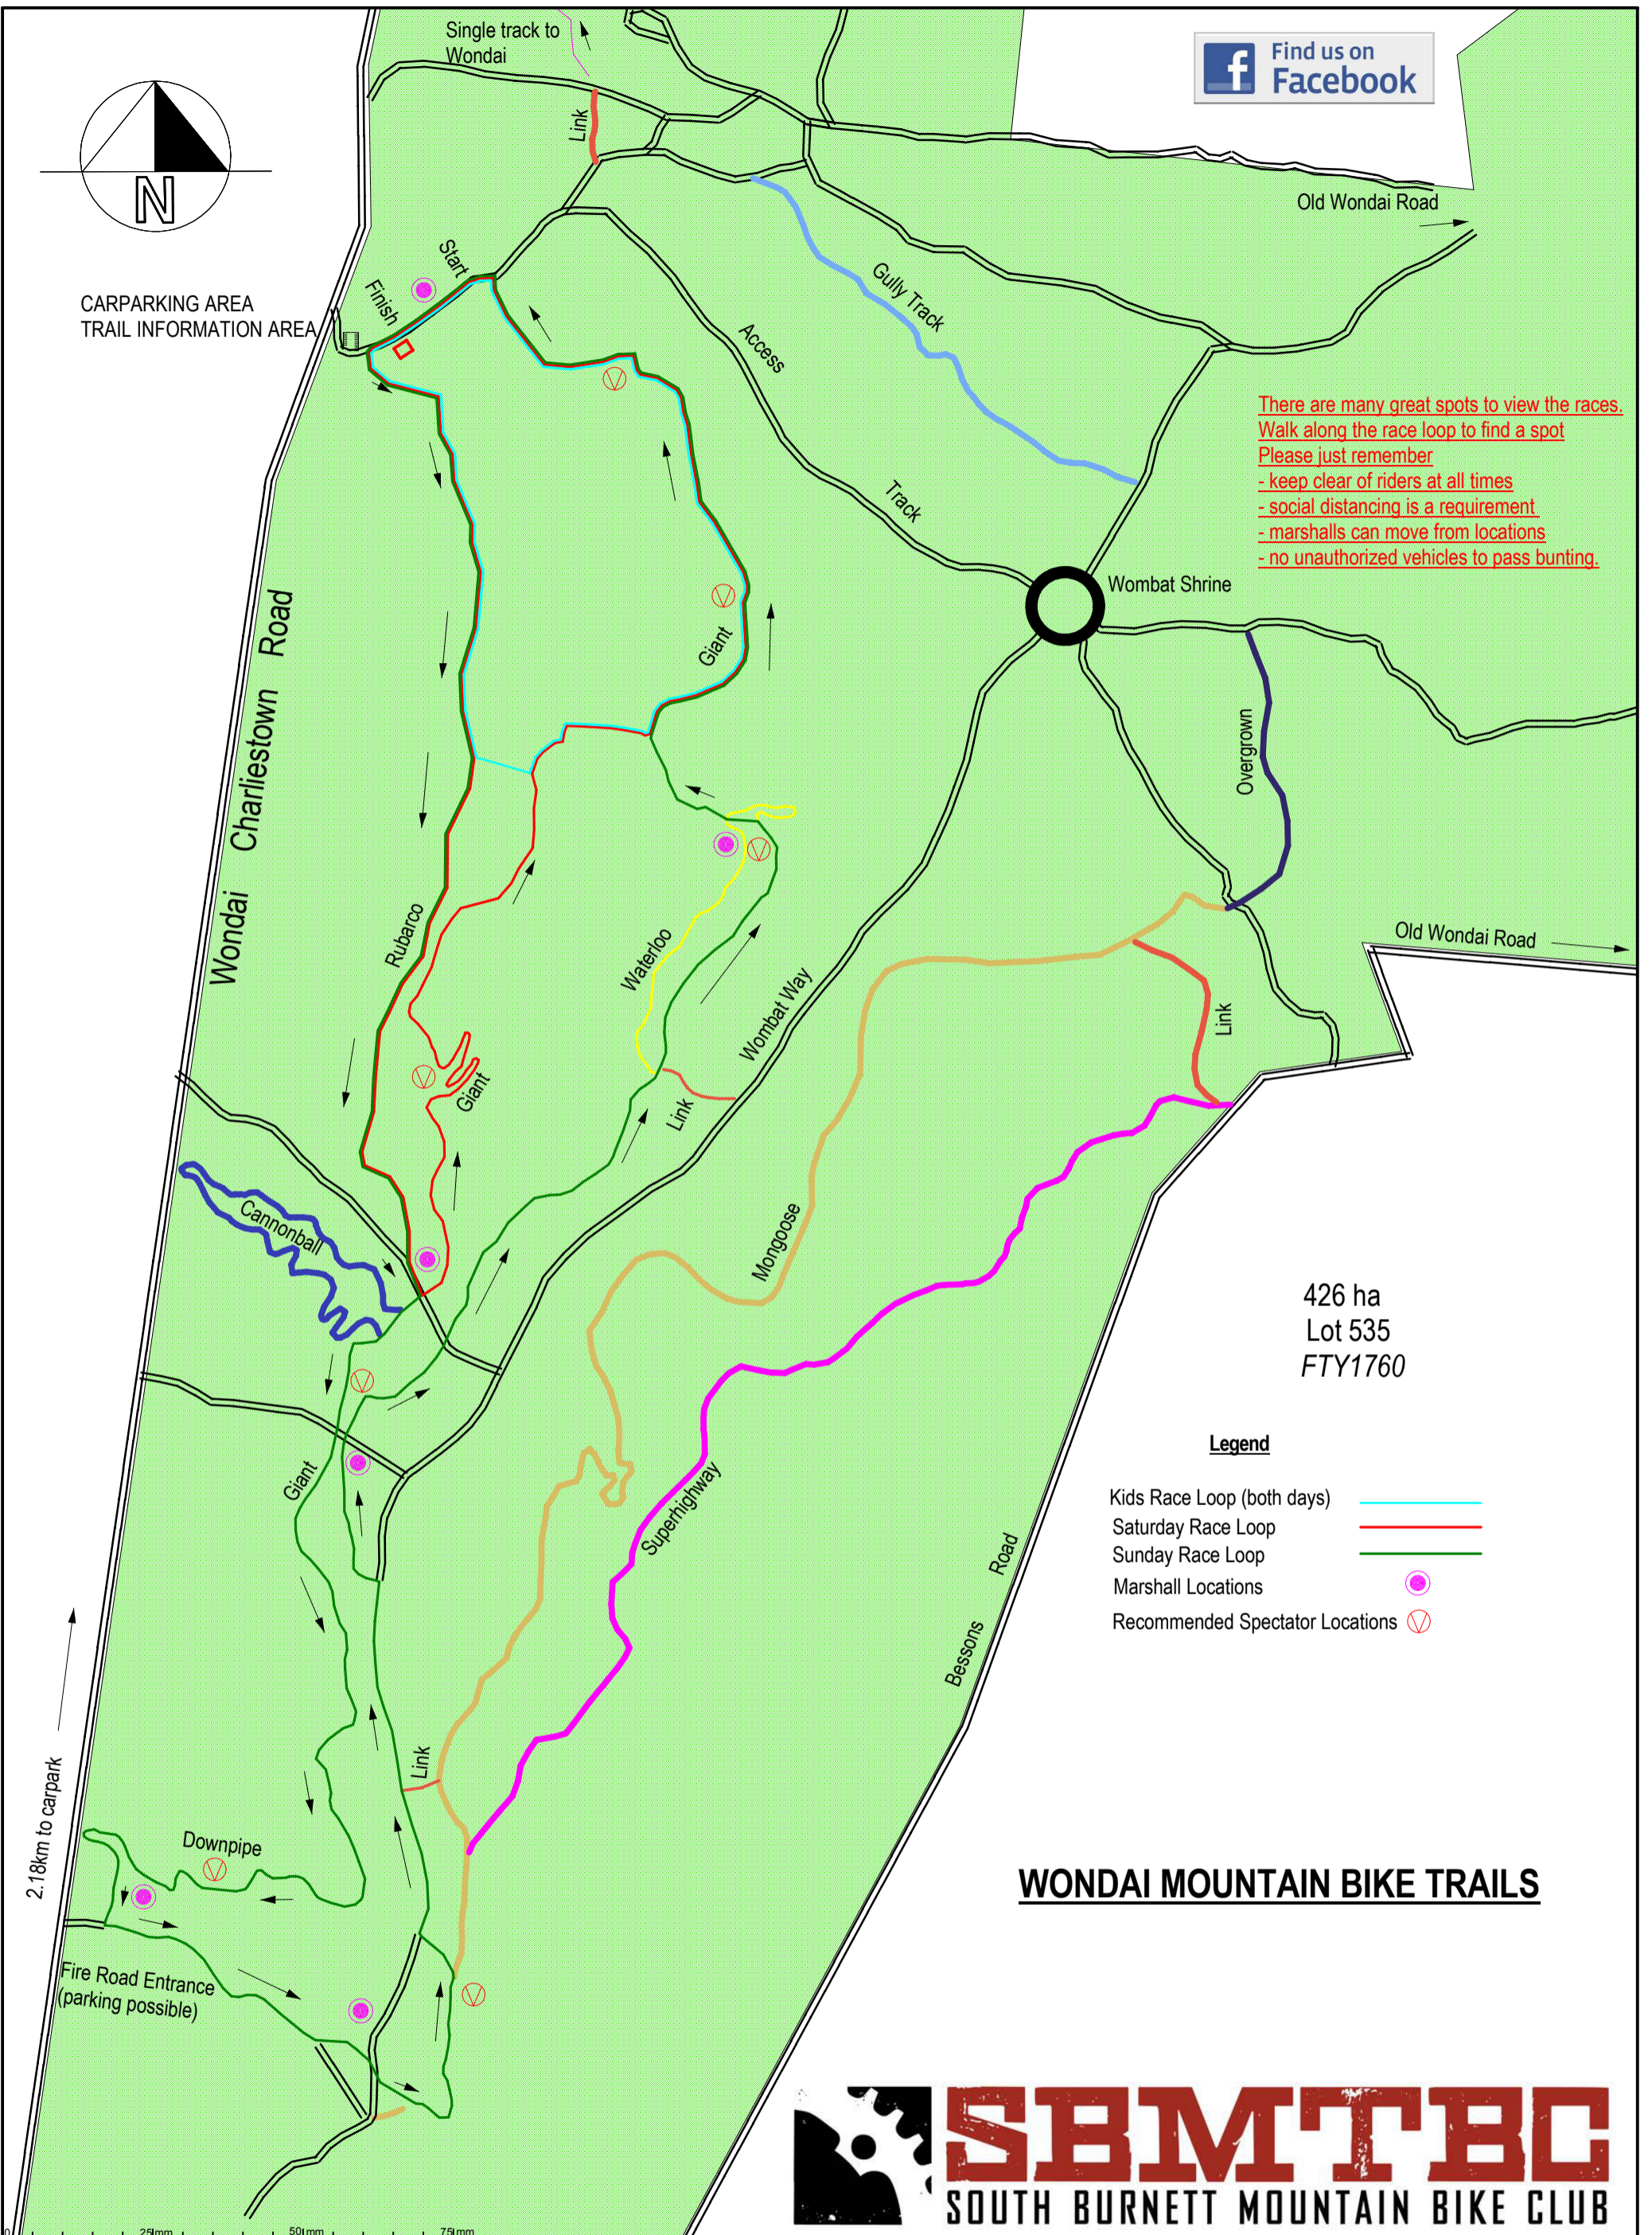 Single track to
Wondai
Find us on
Facebook
Link
N
Old Wondai Road
Start
Finish
Gully Track
CARPARKING AREA
TRAIL INFORMATION AREA
Access
Track
There are many great spots to view the races.
Walk along the race loop to find a spot
Please just remember
- keep clear of riders at all times
- social distancing is a requirement
- marshalls can move from locations
- no unauthorized vehicles to pass bunting.
Wombat Shrine
Wondai Charliestown Road
Giant
Overgrown
Rubarco
Waterloo
Wombat Way
Old Wondai Road
Link
Giant
Link
Cannonball
Mongoose
426 ha
Lot 535
FTY1760
Legend
Kids Race Loop (both days)
Saturday Race Loop
Sunday Race Loop
Marshall Locations
Recommended Spectator Locations
Giant
Superhighway
Bessons Road
Link
2.18km to carpark
Downpipe
WONDAI MOUNTAIN BIKE TRAILS
Fire Road Entrance
(parking possible)
SBMTBC
SOUTH BURNETT MOUNTAIN BIKE CLUB
0 25mm 50mm 75mm